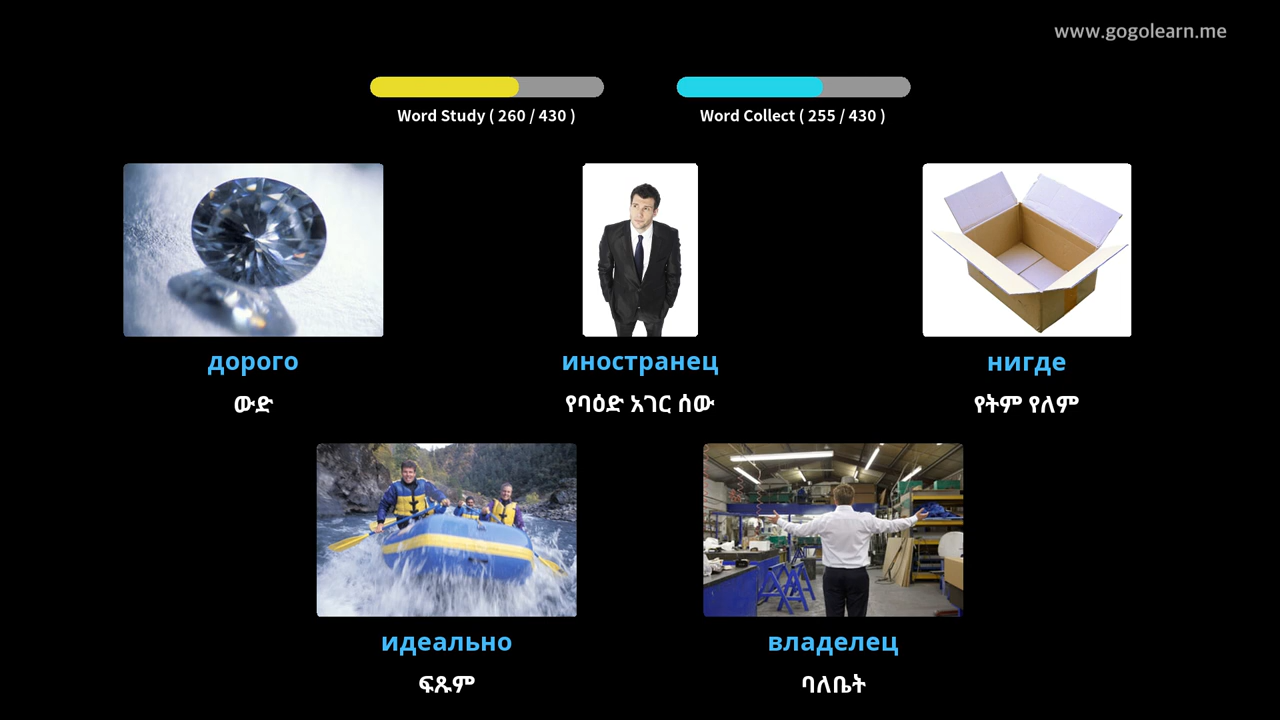 www.gogolearn.me
Word Study ( 260 / 430 )
Word Collect ( 255 / 430 )
дорого
иностранец
нигде
ውድ
የባዕድ አገር ሰው
የትም የለም
идеально
владелец
ፍጹም
ባለቤት